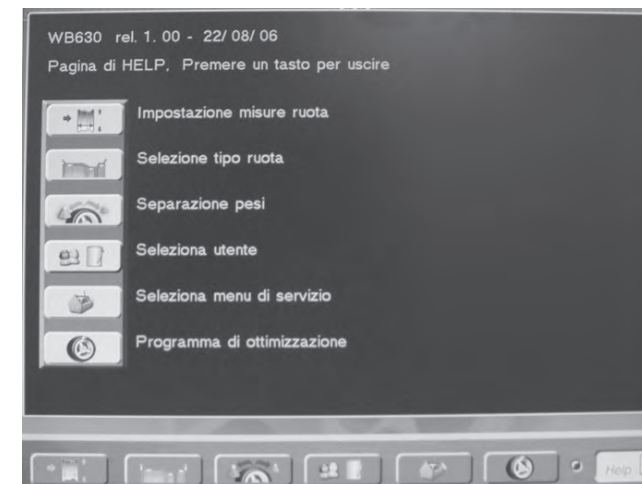 WB630 rel. 1. 00 - 22/ 08/ 06
Pagina di HELP, Premere un tasto per uscire
Impostazione misure ruota
Selezione tipo ruota
Separazione pesi
Seleziona utente
Seleziona menu di servizio
Programma di ottimizzazione
Help